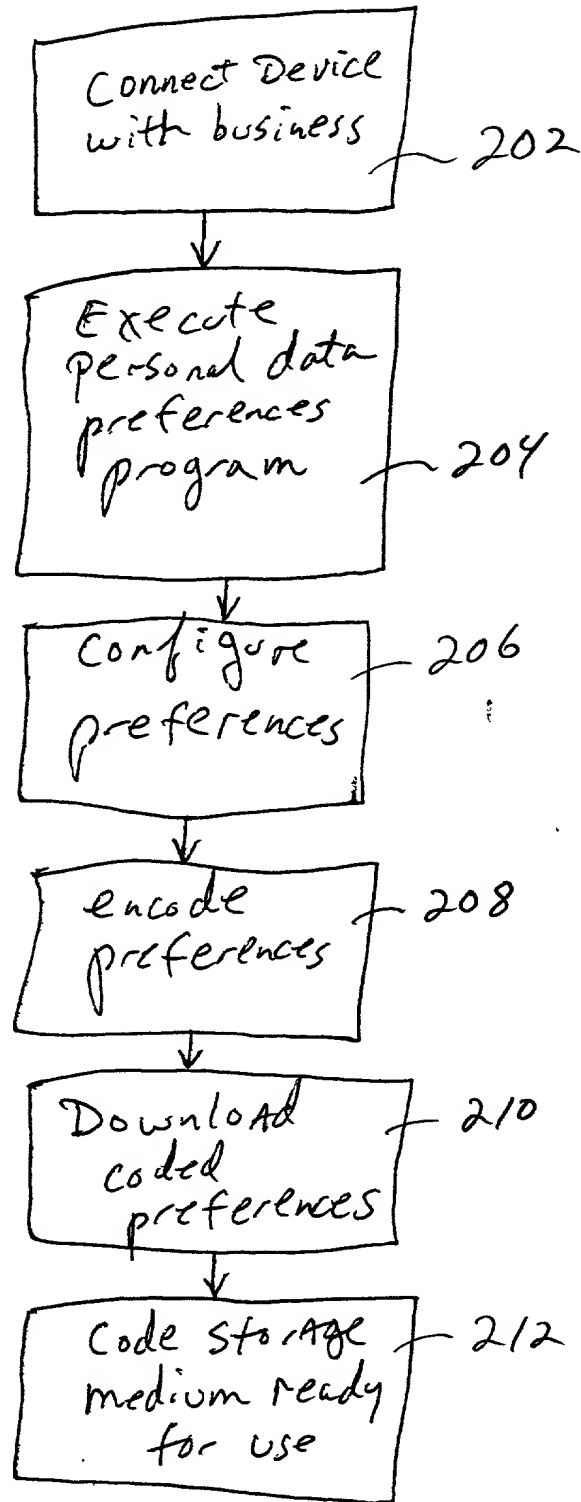 Connect Device
with business
202
Execute
personal data
preferences
program
204
Configure
preferences
206
encode
preferences
208
DownloAd
coded
preferences
210
Code StorAge
medium ready
for use
212